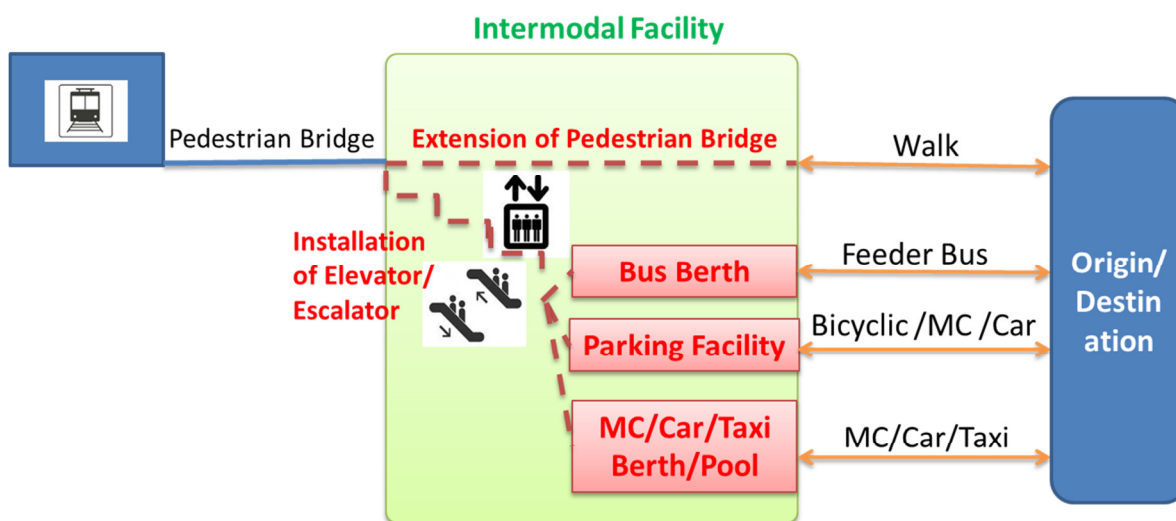 Intermodal Facility
Pedestrian Bridge
Extension of Pedestrian Bridge
Walk
Installation
of Elevator/
Escalator
Bus Berth
Feeder Bus
Parking Facility
Bicyclic /MC /Car
MC/Car/Taxi
Berth/Pool
MC/Car/Taxi
Origin/
Destin
ation